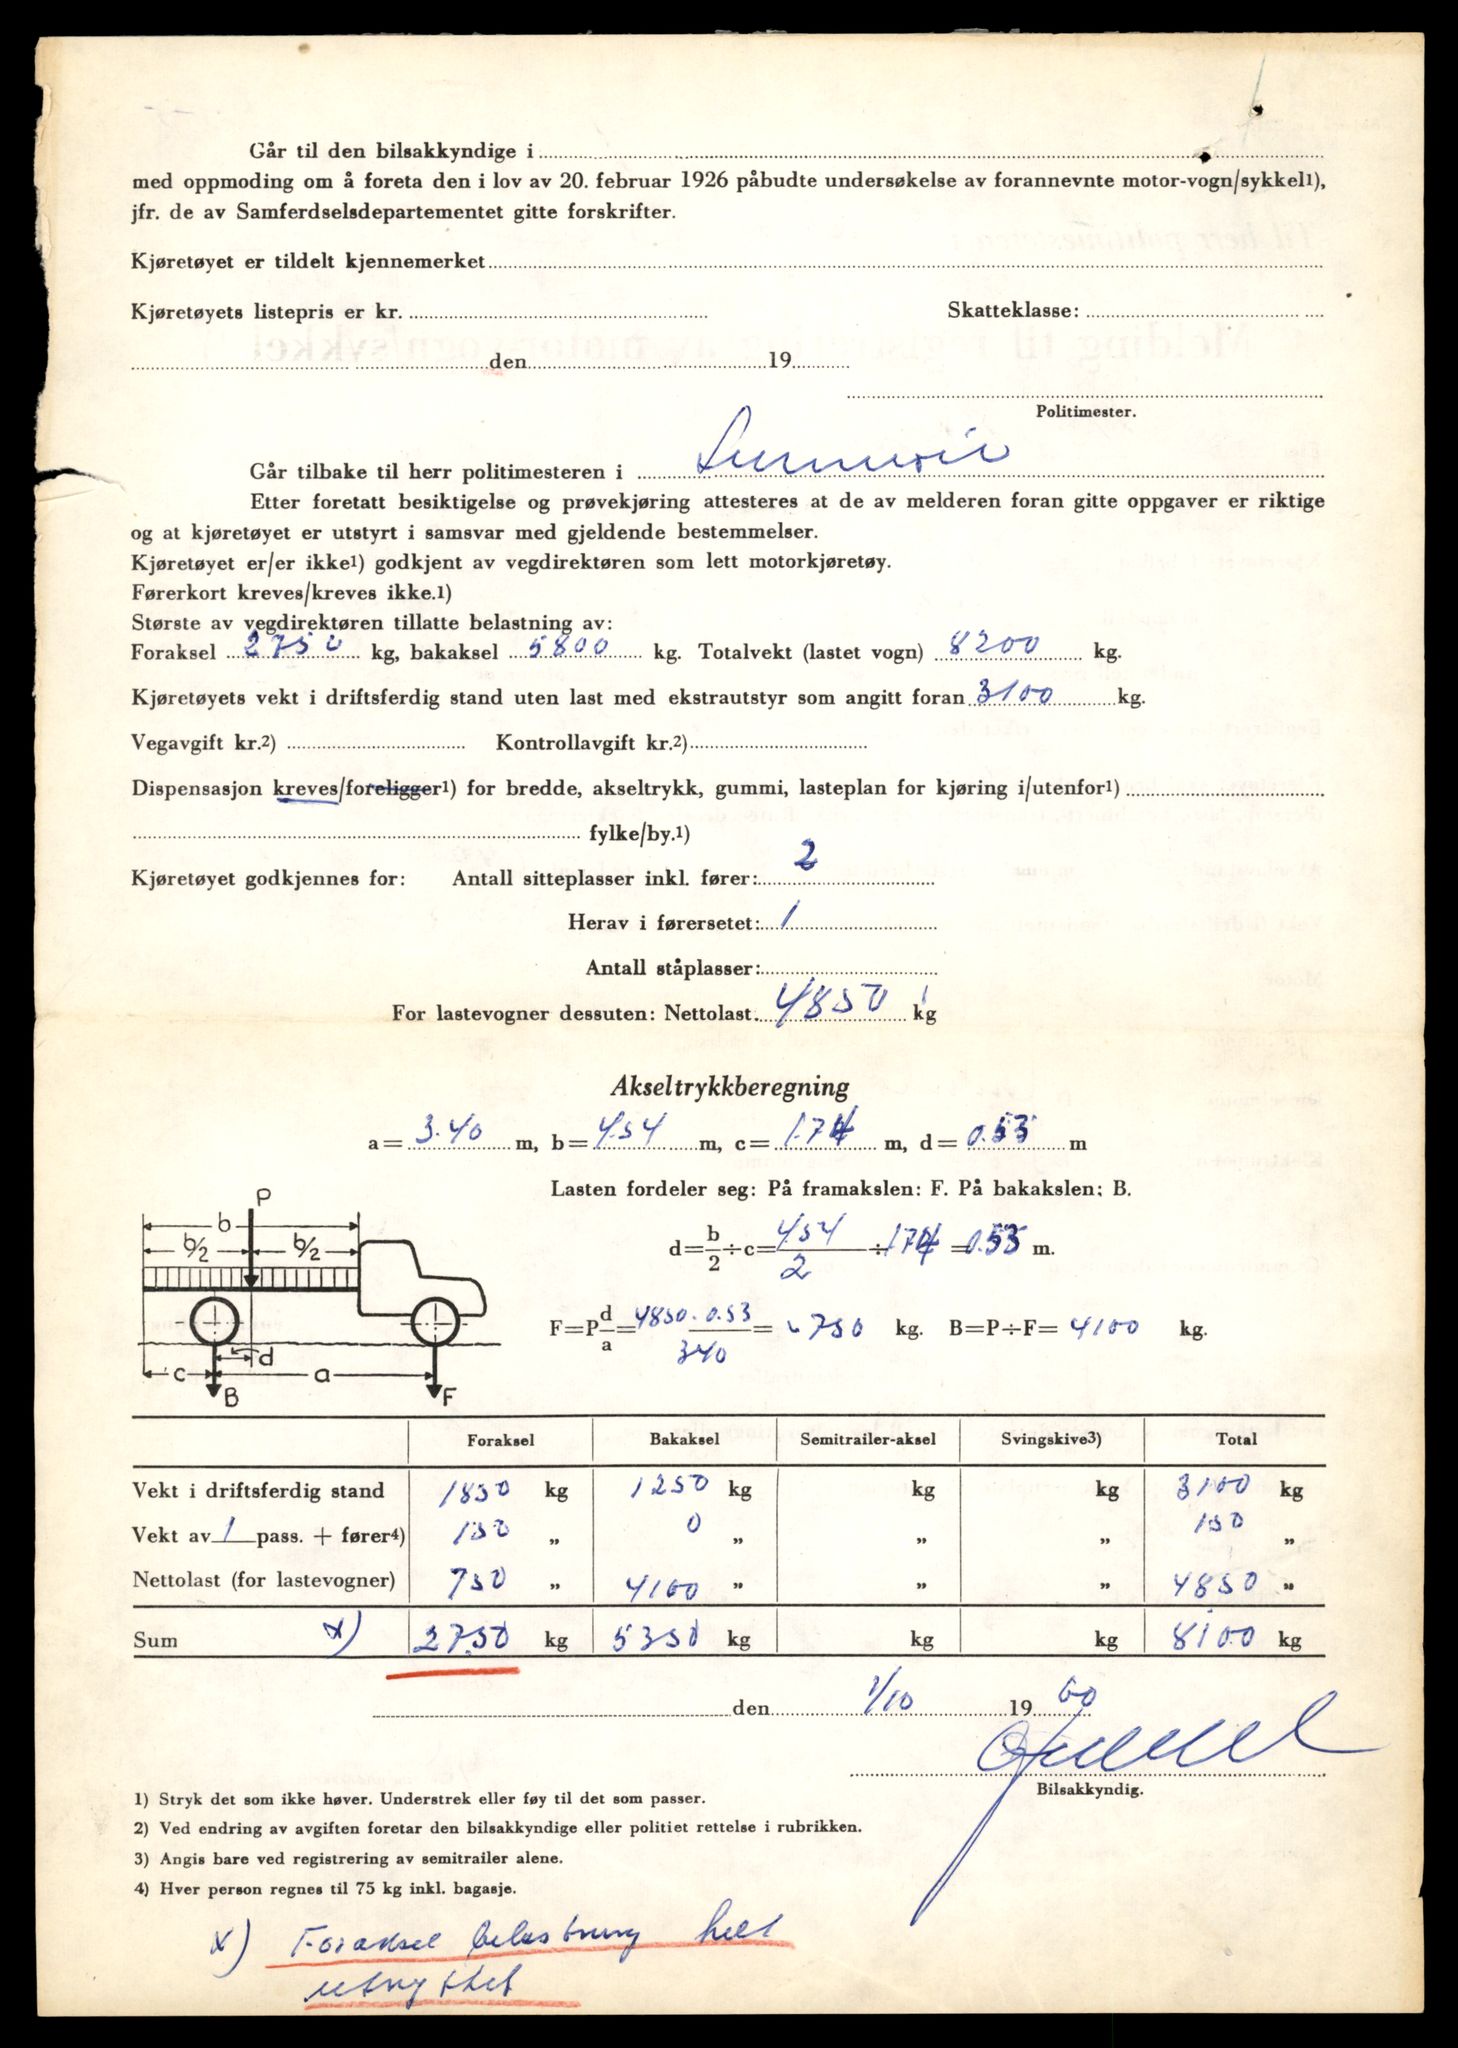 Går til den bilsakkyndige i
med oppmoding om å foreta den i lov av 20. februar 1926 påbudte undersøkelse av forannevnte motor-vogn/sykkel1),
jfr. de av Samferdselsdepartementet gitte forskrifter.
Kjøretøyet er tildelt kjennemerket
Kjøretøyets listepris er kr. Skatteklasse:
den 19
Politimester.
Går tilbake til herr politimesteren i Sunnmøre
Etter foretatt besiktigelse og prøvekjøring attesteres at de av melderen foran gitte oppgaver er riktige
og at kjøretøyet er utstyrt i samsvar med gjeldende bestemmelser.
Kjøretøyet er/er ikke1) godkjent av vegdirektøren som lett motorkjøretøy.
Førerkort kreves/kreves ikke.1)
Største av vegdirektøren tillatte belastning av:
Foraksel 2750 kg, bakaksel 5800 kg. Totalvekt (lastet vogn) 8200 kg.
Kjøretøyets vekt i driftsferdig stand uten last med ekstrautstyr som angitt foran 3100 kg.
Vegavgift kr.2) Kontrollavgift kr.2)
Dispensasjon kreves/foreligger1) for bredde, akseltrykk, gummi, lasteplan for kjøring i/utenfor1)
fylke/by.1)
Kjøretøyet godkjennes for: Antall sitteplasser inkl. fører: 2
Herav i førersetet: 1
Antall ståplasser:
For lastevogner dessuten: Nettolast: 4850 kg
Akseltrykkberegning
a= 3.40 m, b= 4.54 m, c= 1.74 m, d= 0.53 m
Lasten fordeler seg: På framakslen: F. På bakakslen: B.
P
b
b/2 b/2
d=b/2÷c= 4.54/2 ÷ 1.74 = 0.53 m.
F=P d/a= 4850 . 0.53/340 = 750 kg. B=P÷F= 4100 kg.
c d a
B F
Foraksel Bakaksel Semitrailer-aksel Svingskive3) Total
Vekt i driftsferdig stand 1850 kg 1250 kg kg kg 3100 kg
Vekt av 1 pass. + fører4) 150 „ 0 „ „ „ 150 „
Nettolast (for lastevogner) 750 „ 4100 „ „ „ 4850 „
Sum x) 2750 kg 5350 kg kg kg 8100 kg
den 1/10 1960
Bilsakkyndig.
1) Stryk det som ikke høver. Understrek eller føy til det som passer.
2) Ved endring av avgiften foretar den bilsakkyndige eller politiet rettelse i rubrikken.
3) Angis bare ved registrering av semitrailer alene.
4) Hver person regnes til 75 kg inkl. bagasje.
x) Foraksel belastning helt
utnyttet